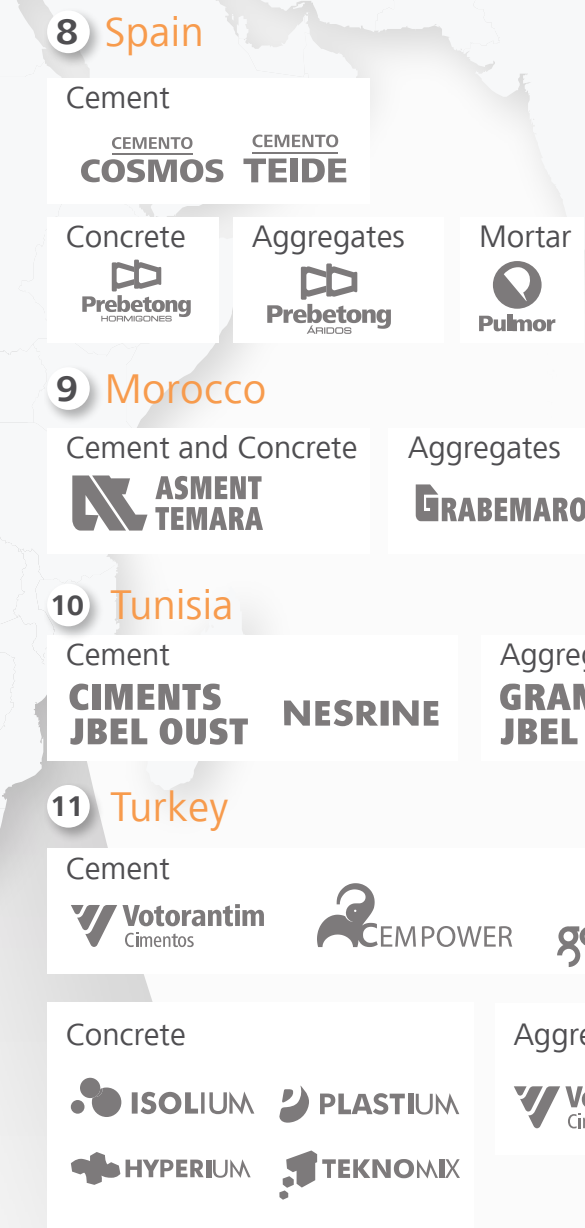 8 Spain
Cement
CEMENTO
COSMOS
CEMENTO
TEIDE
Concrete
Prebetong
HORMIGONES
Aggregates
Prebetong
ÁRIDOS
Mortar
Pulmor
9 Morocco
Cement and Concrete
ASMENT
TEMARA
Aggregates
GRABEMARO
10 Tunisia
Cement
CIMENTS
JBEL OUST
NESRINE
JBEL
11 Turkey
Cement
Votorantim
Cimentos
CEMPOWER
Concrete
ISOLIUM
PLASTIUM
HYPERIUM
TEKNOMIX